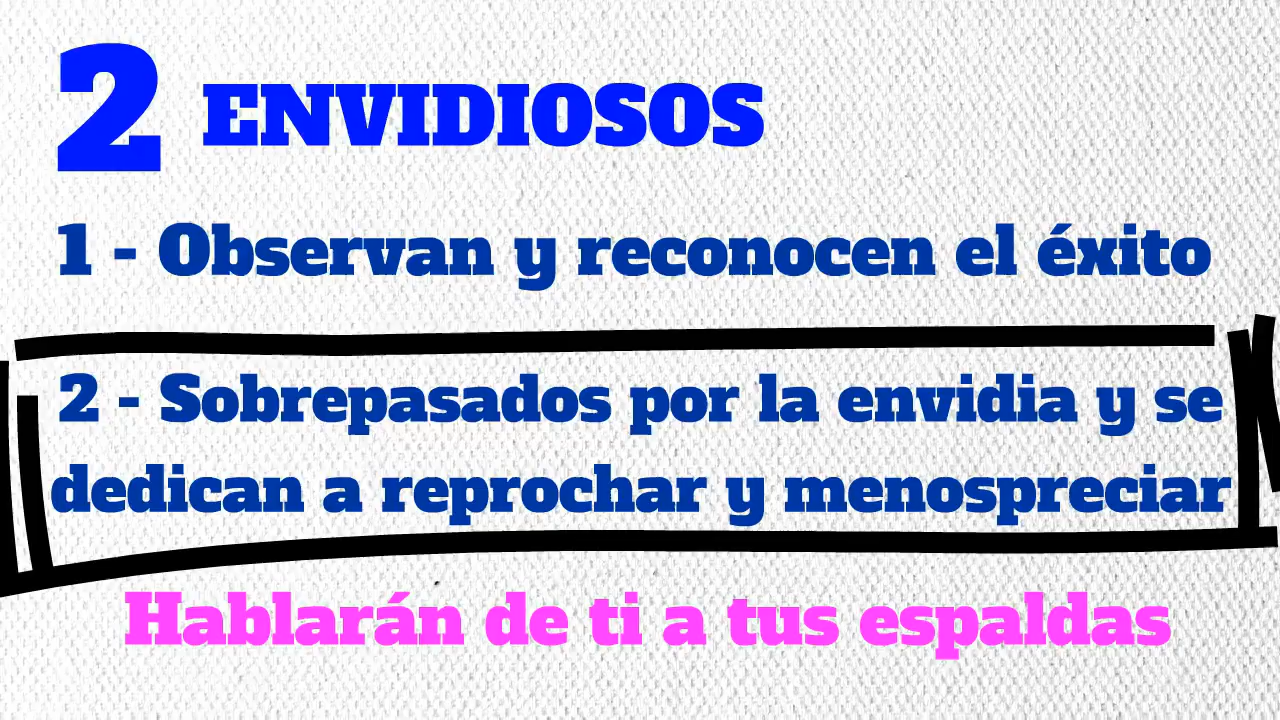 2 ENVIDIOSOS
1 - Observan y reconocen el éxito
2 - Sobrepasados por la envidia y se
dedican a reprochar y menospreciar
Hablarán de ti a tus espaldas